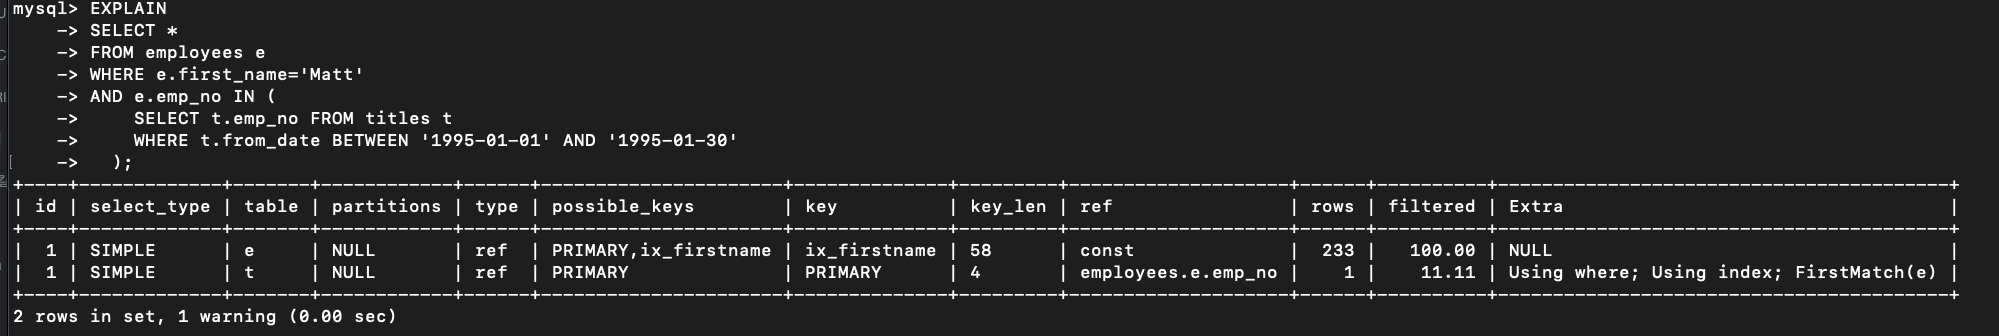 mysql> EXPLAIN
    -> SELECT *
    -> FROM employees e
    -> WHERE e.first_name='Matt'
    -> AND e.emp_no IN (
    ->     SELECT t.emp_no FROM titles t
    ->     WHERE t.from_date BETWEEN '1995-01-01' AND '1995-01-30'
    ->   );
+----+-------------+-------+------------+------+----------------------+--------------+---------+--------------------+------+----------+----------------------------------------+
| id | select_type | table | partitions | type | possible_keys        | key          | key_len | ref                | rows | filtered | Extra                                  |
+----+-------------+-------+------------+------+----------------------+--------------+---------+--------------------+------+----------+----------------------------------------+
|  1 | SIMPLE      | e     | NULL       | ref  | PRIMARY,ix_firstname | ix_firstname | 58      | const              |  233 |   100.00 | NULL                                   |
|  1 | SIMPLE      | t     | NULL       | ref  | PRIMARY              | PRIMARY      | 4       | employees.e.emp_no |    1 |    11.11 | Using where; Using index; FirstMatch(e) |
+----+-------------+-------+------------+------+----------------------+--------------+---------+--------------------+------+----------+----------------------------------------+
2 rows in set, 1 warning (0.00 sec)